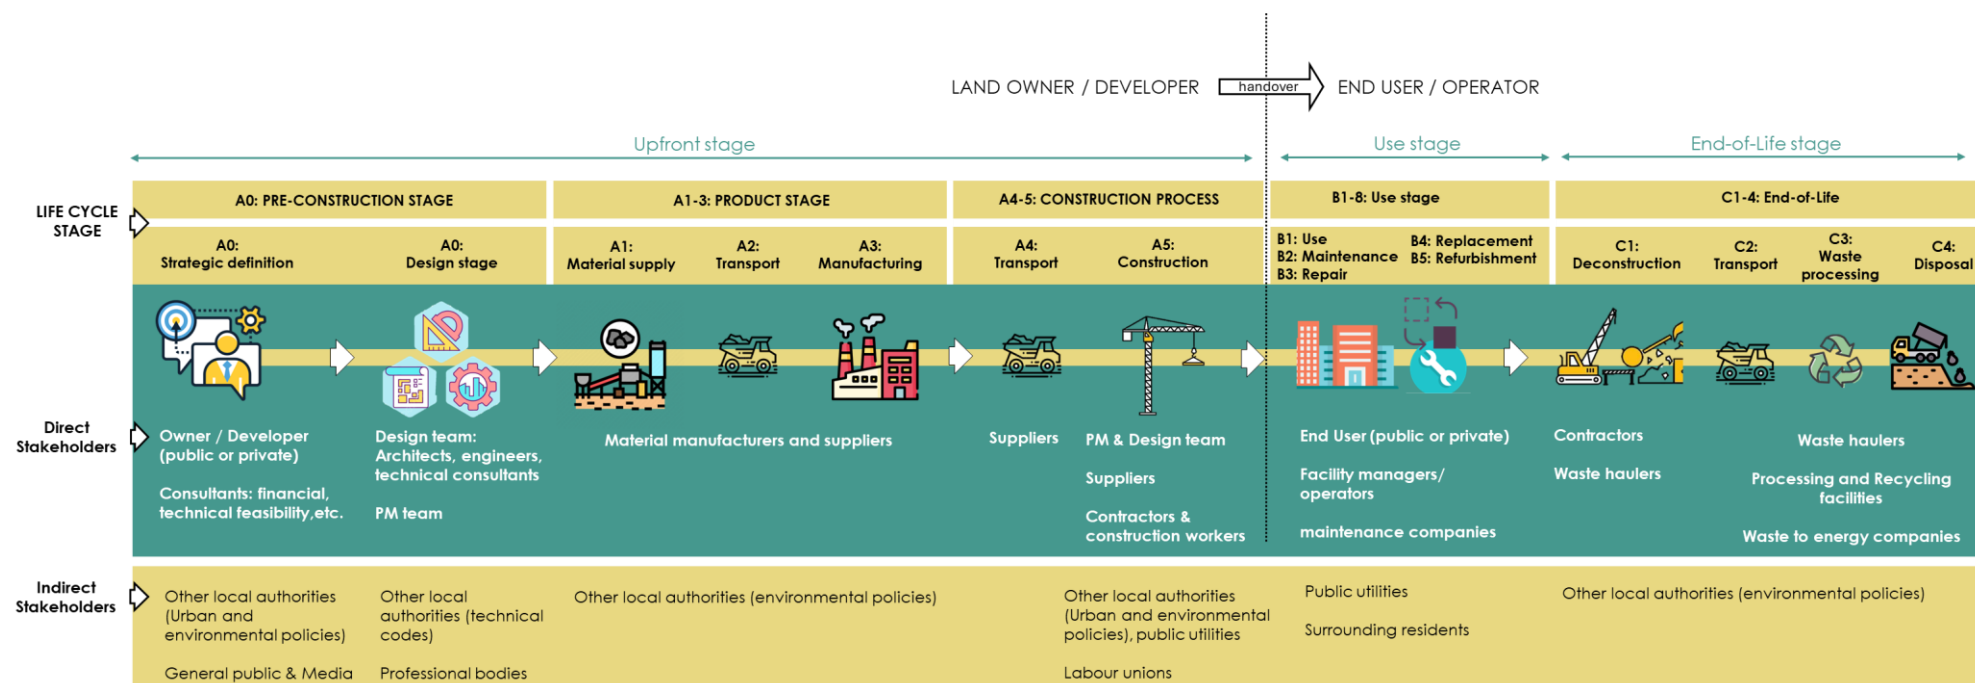 LAND OWNER / DEVELOPER
handover
END USER / OPERATOR
Upfront stage
Use stage
End-of-Life stage
LIFE CYCLE
STAGE
A0: PRE-CONSTRUCTION STAGE
A1-3: PRODUCT STAGE
A4-5: CONSTRUCTION PROCESS
B1-8: Use stage
C1-4: End-of-Life
A0:
Strategic definition
A0:
Design stage
A1:
Material supply
A2:
Transport
A3:
Manufacturing
A4:
Transport
A5:
Construction
B1: Use
B2: Maintenance
B3: Repair
B4: Replacement
B5: Refurbishment
C1:
Deconstruction
C2:
Transport
C3:
Waste
processing
C4:
Disposal
Direct
Stakeholders
Owner / Developer
(public or private)
Consultants: financial,
technical feasibility,etc.
Design team:
Architects, engineers,
technical consultants
PM team
Material manufacturers and suppliers
Suppliers
PM & Design team
Suppliers
Contractors &
construction workers
End User (public or private)
Facility managers/
operators
maintenance companies
Contractors
Waste haulers
Waste haulers
Processing and Recycling
facilities
Waste to energy companies
Indirect
Stakeholders
Other local authorities
(Urban and
environmental policies)
General public & Media
Other local
authorities (technical
codes)
Professional bodies
Other local authorities (environmental policies)
Other local authorities
(Urban and environmental
policies), public utilities
Labour unions
Public utilities
Surrounding residents
Other local authorities (environmental policies)